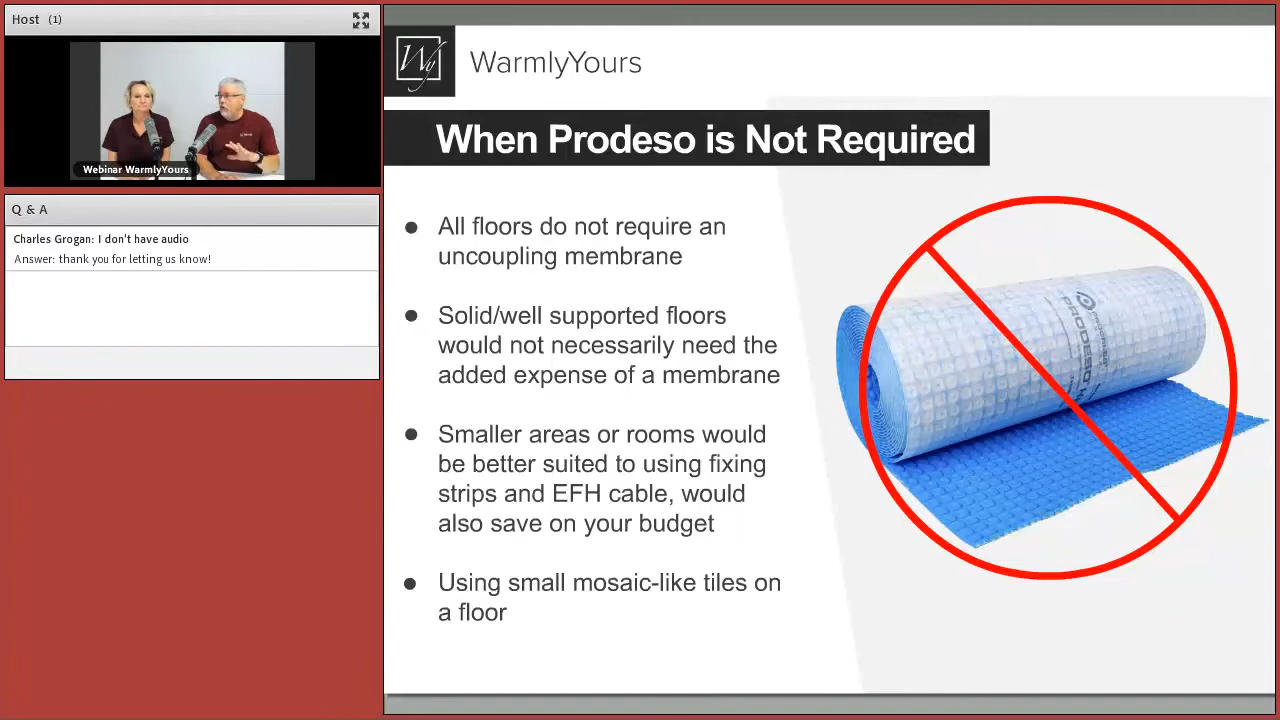 Host (1)
Webinar WarmlyYours
Q & A
Charles Grogan: I don't have audio
Answer: thank you for letting us know!
Wy
WarmlyYours
When Prodeso is Not Required
● All floors do not require an
uncoupling membrane
● Solid/well supported floors
would not necessarily need the
added expense of a membrane
● Smaller areas or rooms would
be better suited to using fixing
strips and EFH cable, would
also save on your budget
● Using small mosaic-like tiles on
a floor
PRODESO